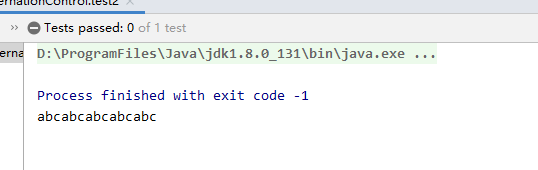 ernationControl.test2
Tests passed: 0 of 1 test
erna
D:\ProgramFiles\Java\jdk1.8.0_131\bin\java.exe ...
Process finished with exit code -1
abcabcabcabcabc